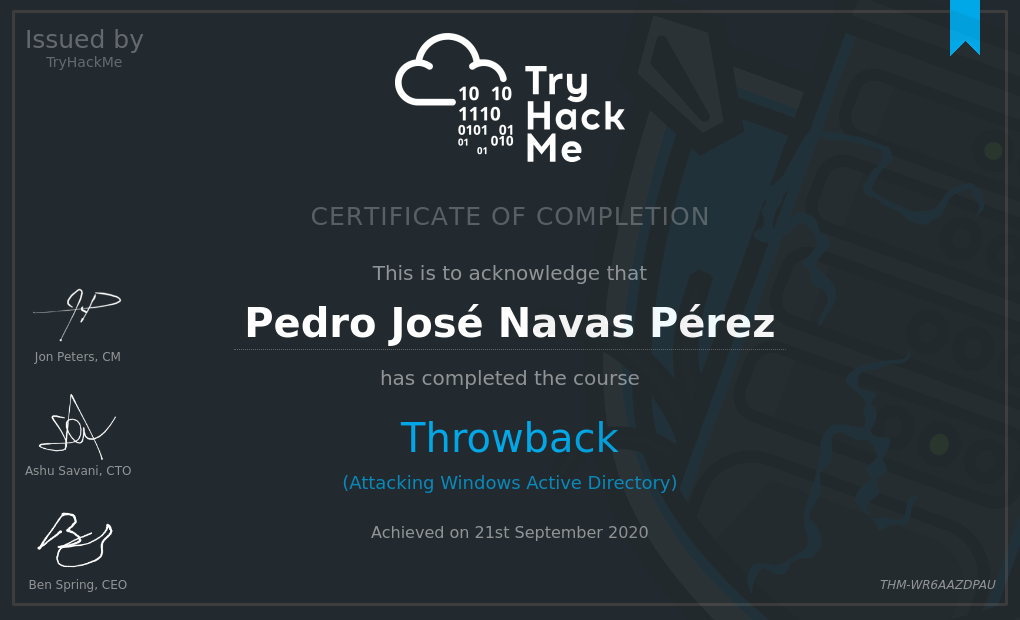 Issued by
TryHackMe
10 10
1110
0101 01
01 010
01
Try
Hack
Me
CERTIFICATE OF COMPLETION
This is to acknowledge that
Pedro José Navas Pérez
has completed the course
Throwback
(Attacking Windows Active Directory)
Achieved on 21st September 2020
Jon Peters, CM
Ashu Savani, CTO
Ben Spring, CEO
THM-WR6AAZDPAU